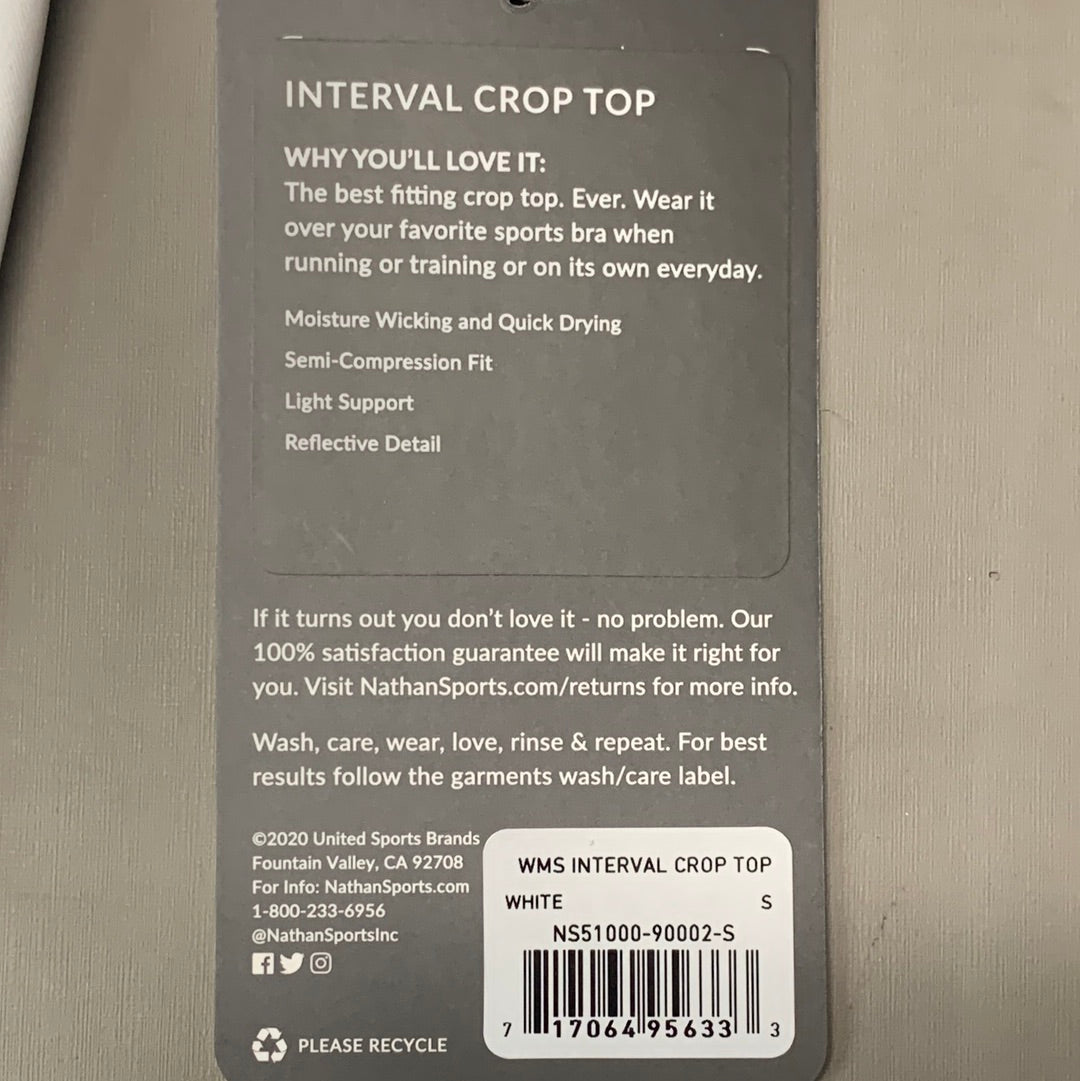 INTERVAL CROP TOP
WHY YOU'LL LOVE IT:
The best fitting crop top. Ever. Wear it
over your favorite sports bra when
running or training or on its own everyday.
Moisture Wicking and Quick Drying
Semi-Compression Fit
Light Support
Reflective Detail
If it turns out you don't love it - no problem. Our
100% satisfaction guarantee will make it right for
you. Visit NathanSports.com/returns for more info.
Wash, care, wear, love, rinse & repeat. For best
results follow the garments wash/care label.
©2020 United Sports Brands
Fountain Valley, CA 92708
For Info: NathanSports.com
1-800-233-6956
@NathanSportsInc
PLEASE RECYCLE
WMS INTERVAL CROP TOP
WHITE S
NS51000-90002-S
7 17064 95633 3